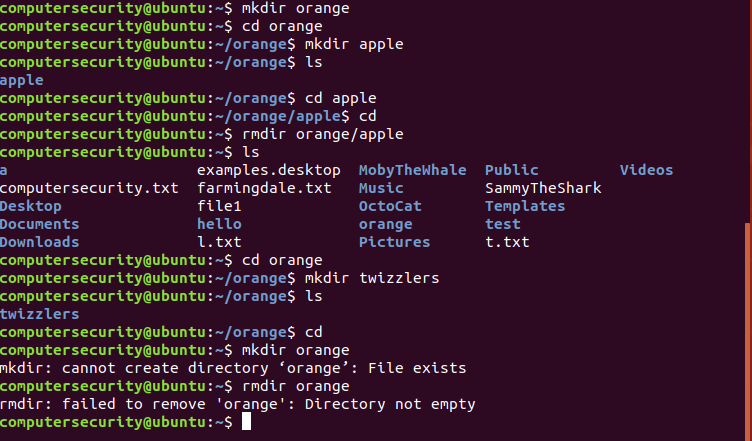 computersecurity@ubuntu:~$ mkdir orange
computersecurity@ubuntu:~$ cd orange
computersecurity@ubuntu:~/orange$ mkdir apple
computersecurity@ubuntu:~/orange$ ls
apple
computersecurity@ubuntu:~/orange$ cd apple
computersecurity@ubuntu:~/orange/apple$ cd
computersecurity@ubuntu:~$ rmdir orange/apple
computersecurity@ubuntu:~$ ls
a                     examples.desktop  MobyTheWhale  Public         Videos
computersecurity.txt  farmingdale.txt   Music         SammyTheShark
Desktop               file1             OctoCat       Templates
Documents             hello             orange        test
Downloads             l.txt             Pictures      t.txt
computersecurity@ubuntu:~$ cd orange
computersecurity@ubuntu:~/orange$ mkdir twizzlers
computersecurity@ubuntu:~/orange$ ls
twizzlers
computersecurity@ubuntu:~/orange$ cd
computersecurity@ubuntu:~$ mkdir orange
mkdir: cannot create directory ‘orange’: File exists
computersecurity@ubuntu:~$ rmdir orange
rmdir: failed to remove 'orange': Directory not empty
computersecurity@ubuntu:~$